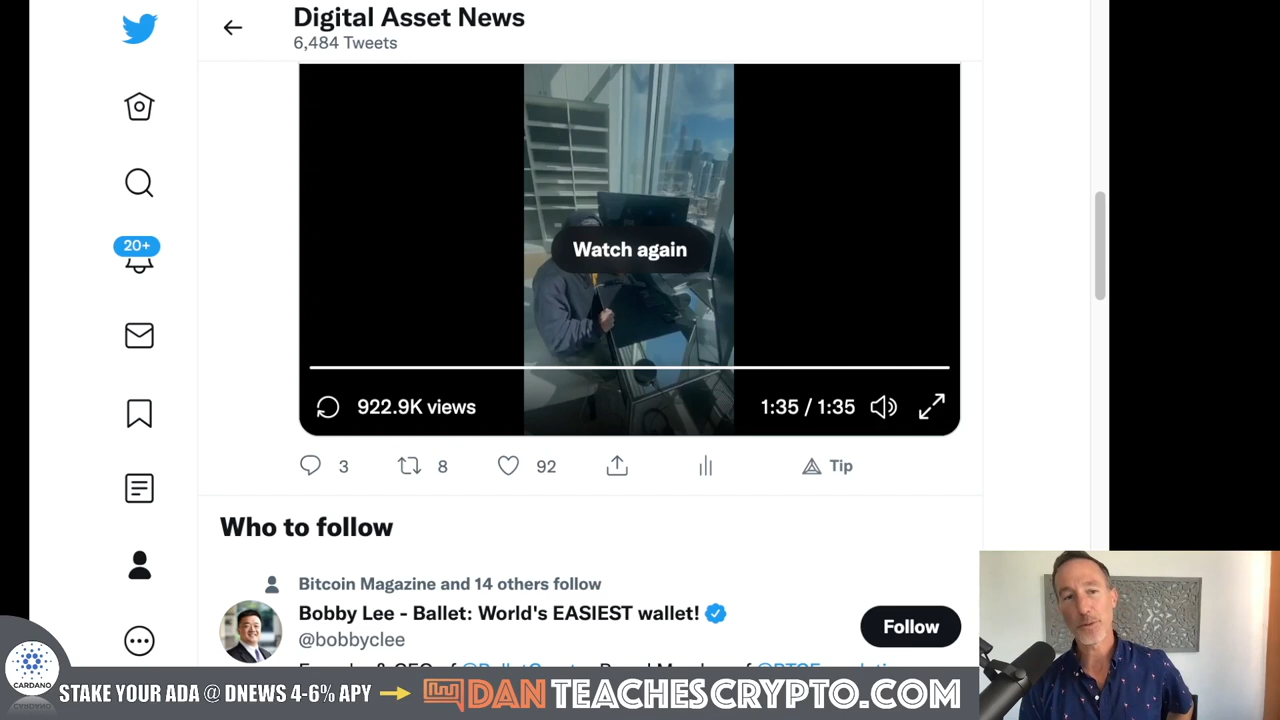 Digital Asset News
6,484 Tweets
Watch again
20+
922.9K views
1:35 / 1:35
3
8
92
Tip
Who to follow
Bitcoin Magazine and 14 others follow
Bobby Lee - Ballet: World's EASIEST wallet!
@bobbyclee
Follow
CARDANO
STAKE YOUR ADA @ DNEWS 4-6% APY
DANTEACHESCRYPTO.COM